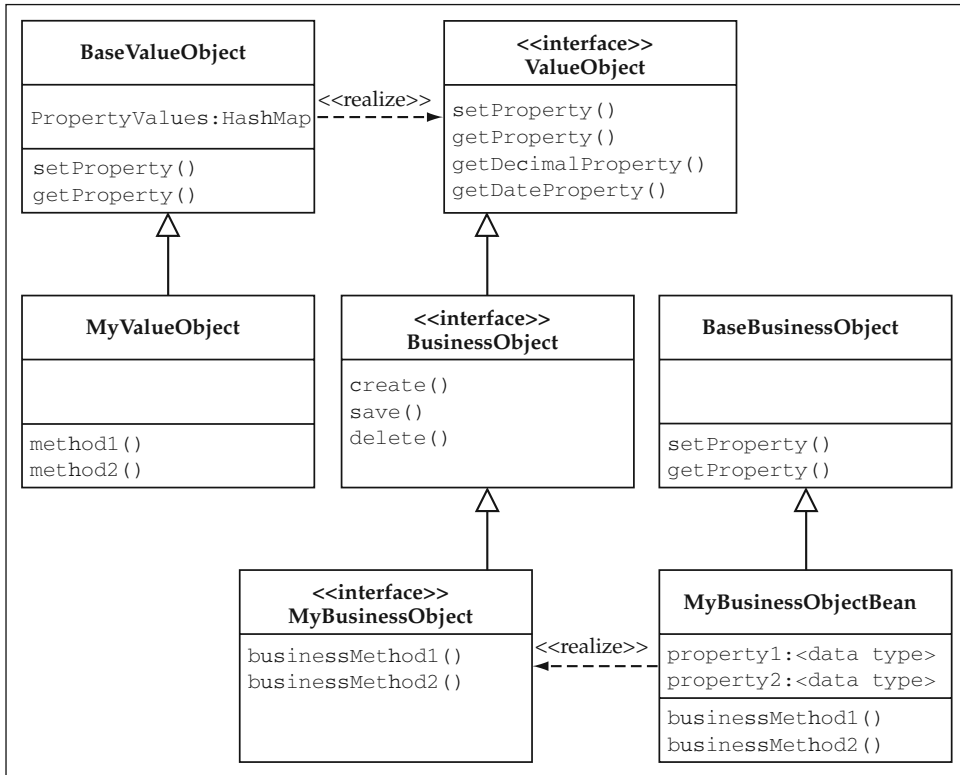 BaseValueObject
PropertyValues:HashMap
setProperty()
getProperty()
<<realize>>
<<interface>>
ValueObject
setProperty()
getProperty()
getDecimalProperty()
getDateProperty()
MyValueObject
method1()
method2()
<<interface>>
BusinessObject
create()
save()
delete()
BaseBusinessObject
setProperty()
getProperty()
<<interface>>
MyBusinessObject
businessMethod1()
businessMethod2()
<<realize>>
MyBusinessObjectBean
property1:<data type>
property2:<data type>
businessMethod1()
businessMethod2()